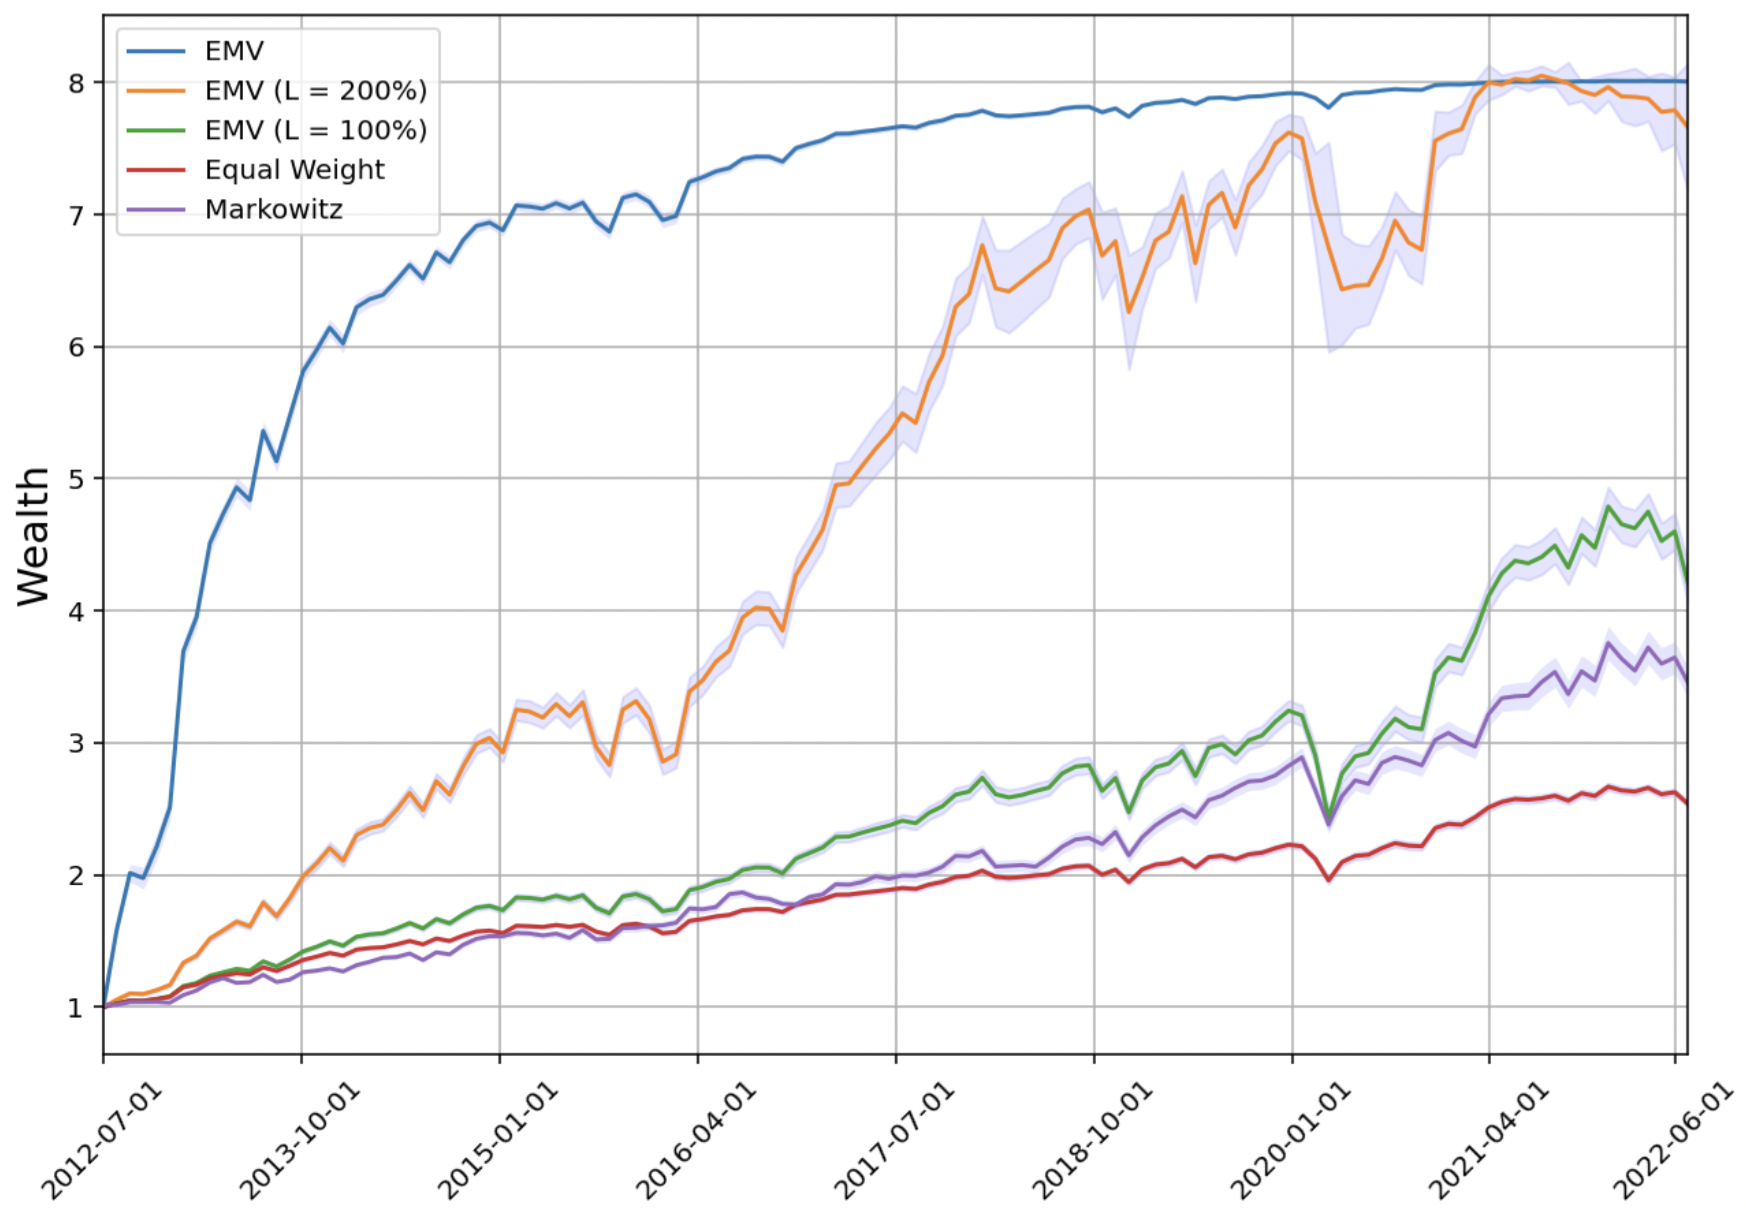 EMV
EMV (L = 200%)
EMV (L = 100%)
Equal Weight
Markowitz
Wealth
8
7
6
5
4
3
2
1
2012-07-01
2013-10-01
2015-01-01
2016-04-01
2017-07-01
2018-10-01
2020-01-01
2021-04-01
2022-06-01